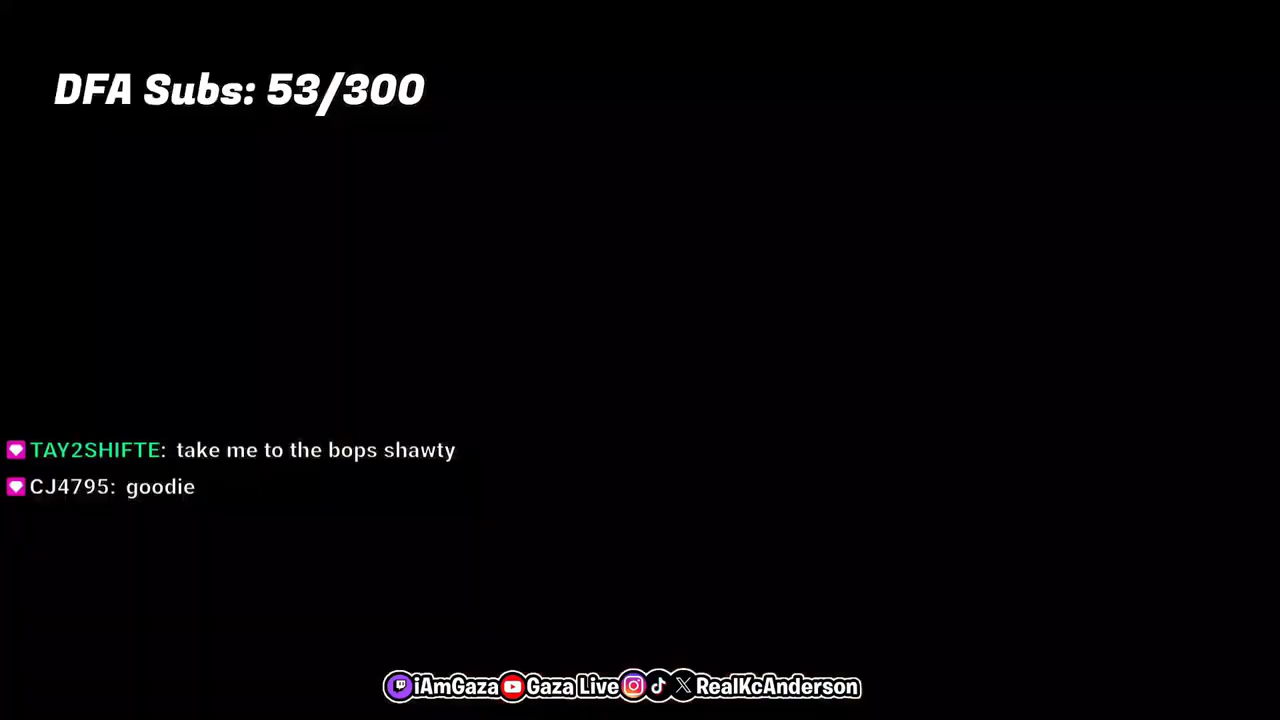 DFA Subs: 53/300
TAY2SHIFTE: take me to the bops shawty
CJ4795: goodie
iAmGaza Gaza Live RealKcAnderson